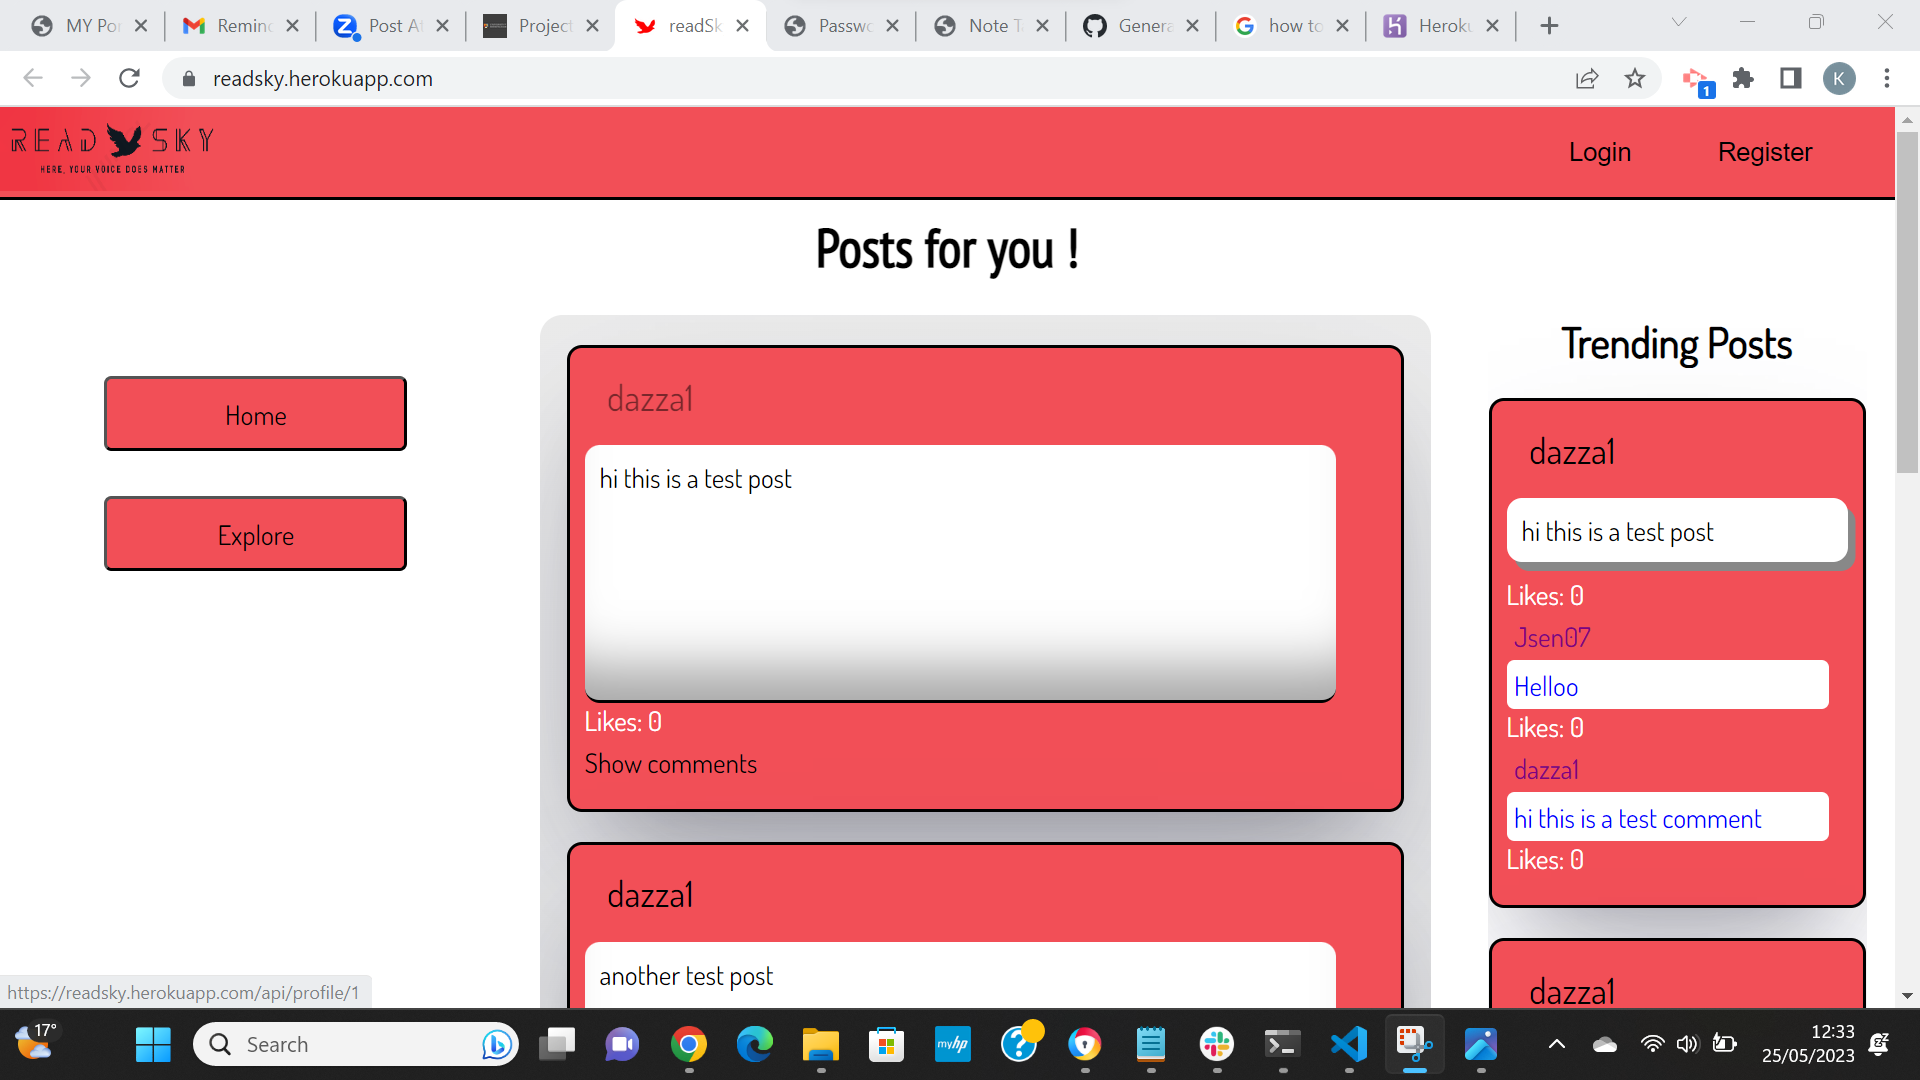 MY Por
Remin
Post A
Project
readSk
Passwo
Note T
Genera
how to
Heroku
readsky.herokuapp.com
1
K
READ SKY
HERE, YOUR VOICE DOES MATTER
Login
Register
Posts for you !
Home
Explore
dazza1
hi this is a test post
Likes: 0
Show comments
dazza1
another test post
Trending Posts
dazza1
hi this is a test post
Likes: 0
Jsen07
Helloo
Likes: 0
dazza1
hi this is a test comment
Likes: 0
dazza1
https://readsky.herokuapp.com/api/profile/1
17°
Search
myhp
12:33
25/05/2023